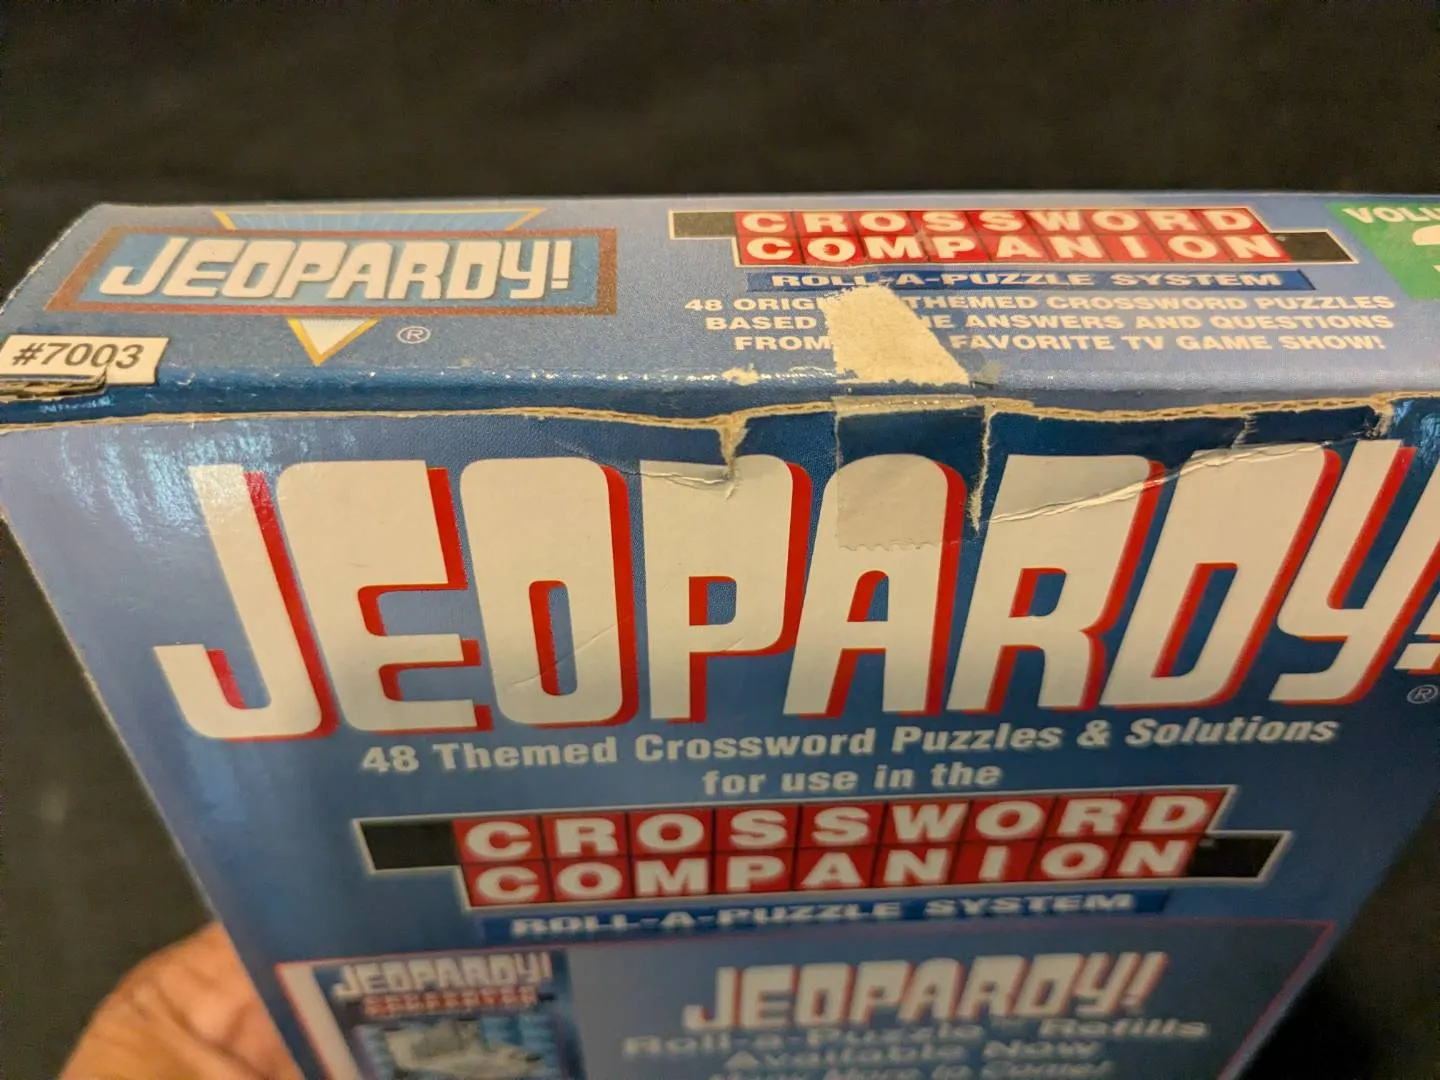 JEOPARDY!
®
#7003
CROSSWORD
COMPANION
ROLL-A-PUZZLE SYSTEM
48 THEMED CROSSWORD PUZZLES
BASED ANSWERS AND QUESTIONS
FROM FAVORITE TV GAME SHOW!
JEOPARDY!
®
48 Themed Crossword Puzzles & Solutions
for use in the
CROSSWORD
COMPANION
ROLL-A-PUZZLE SYSTEM
JEOPARDY!
JEOPARDY!
Roll-a-Puzzle™ Refills
Available Now